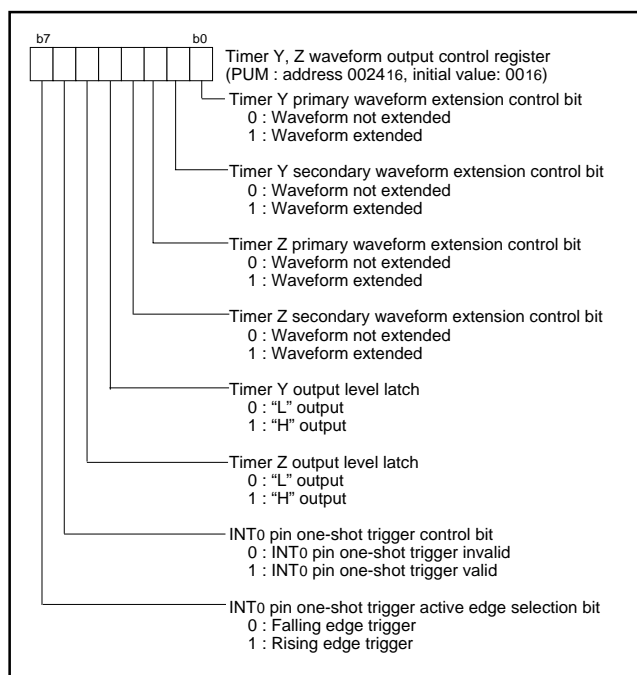 b7 b0
Timer Y, Z waveform output control register
(PUM : address 002416, initial value: 0016)
Timer Y primary waveform extension control bit
0 : Waveform not extended
1 : Waveform extended
Timer Y secondary waveform extension control bit
0 : Waveform not extended
1 : Waveform extended
Timer Z primary waveform extension control bit
0 : Waveform not extended
1 : Waveform extended
Timer Z secondary waveform extension control bit
0 : Waveform not extended
1 : Waveform extended
Timer Y output level latch
0 : “L” output
1 : “H” output
Timer Z output level latch
0 : “L” output
1 : “H” output
INT0 pin one-shot trigger control bit
0 : INT0 pin one-shot trigger invalid
1 : INT0 pin one-shot trigger valid
INT0 pin one-shot trigger active edge selection bit
0 : Falling edge trigger
1 : Rising edge trigger